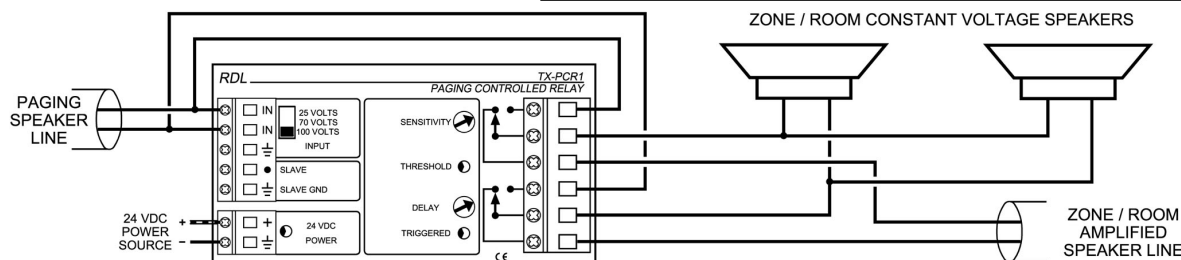 ZONE / ROOM CONSTANT VOLTAGE SPEAKERS
RDL
TX-PCR1
PAGING CONTROLLED RELAY
PAGING
SPEAKER
LINE
IN
IN
25 VOLTS
70 VOLTS
100 VOLTS
INPUT
SLAVE
SLAVE GND
SENSITIVITY
THRESHOLD
DELAY
TRIGGERED
24 VDC
POWER
SOURCE
+
–
+
24 VDC
POWER
CE
ZONE / ROOM
AMPLIFIED
SPEAKER LINE